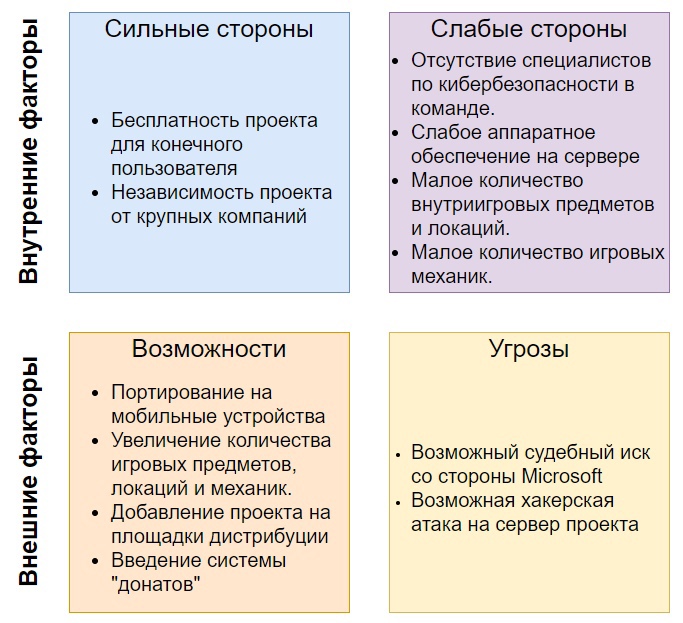 Внутренние факторы
Сильные стороны
• Бесплатность проекта
для конечного
пользователя
• Независимость проекта
от крупных компаний
Слабые стороны
• Отсутствие специалистов
по кибербезопасности в
команде.
• Слабое аппаратное
обеспечение на сервере
• Малое количество
внутриигровых предметов
и локаций.
• Малое количество игровых
механик.
Внешние факторы
Возможности
• Портирование на
мобильные устройства
• Увеличение количества
игровых предметов,
локаций и механик.
• Добавление проекта на
площадки дистрибуции
• Введение системы
"донатов"
Угрозы
• Возможный судебный иск
со стороны Microsoft
• Возможная хакерская
атака на сервер проекта